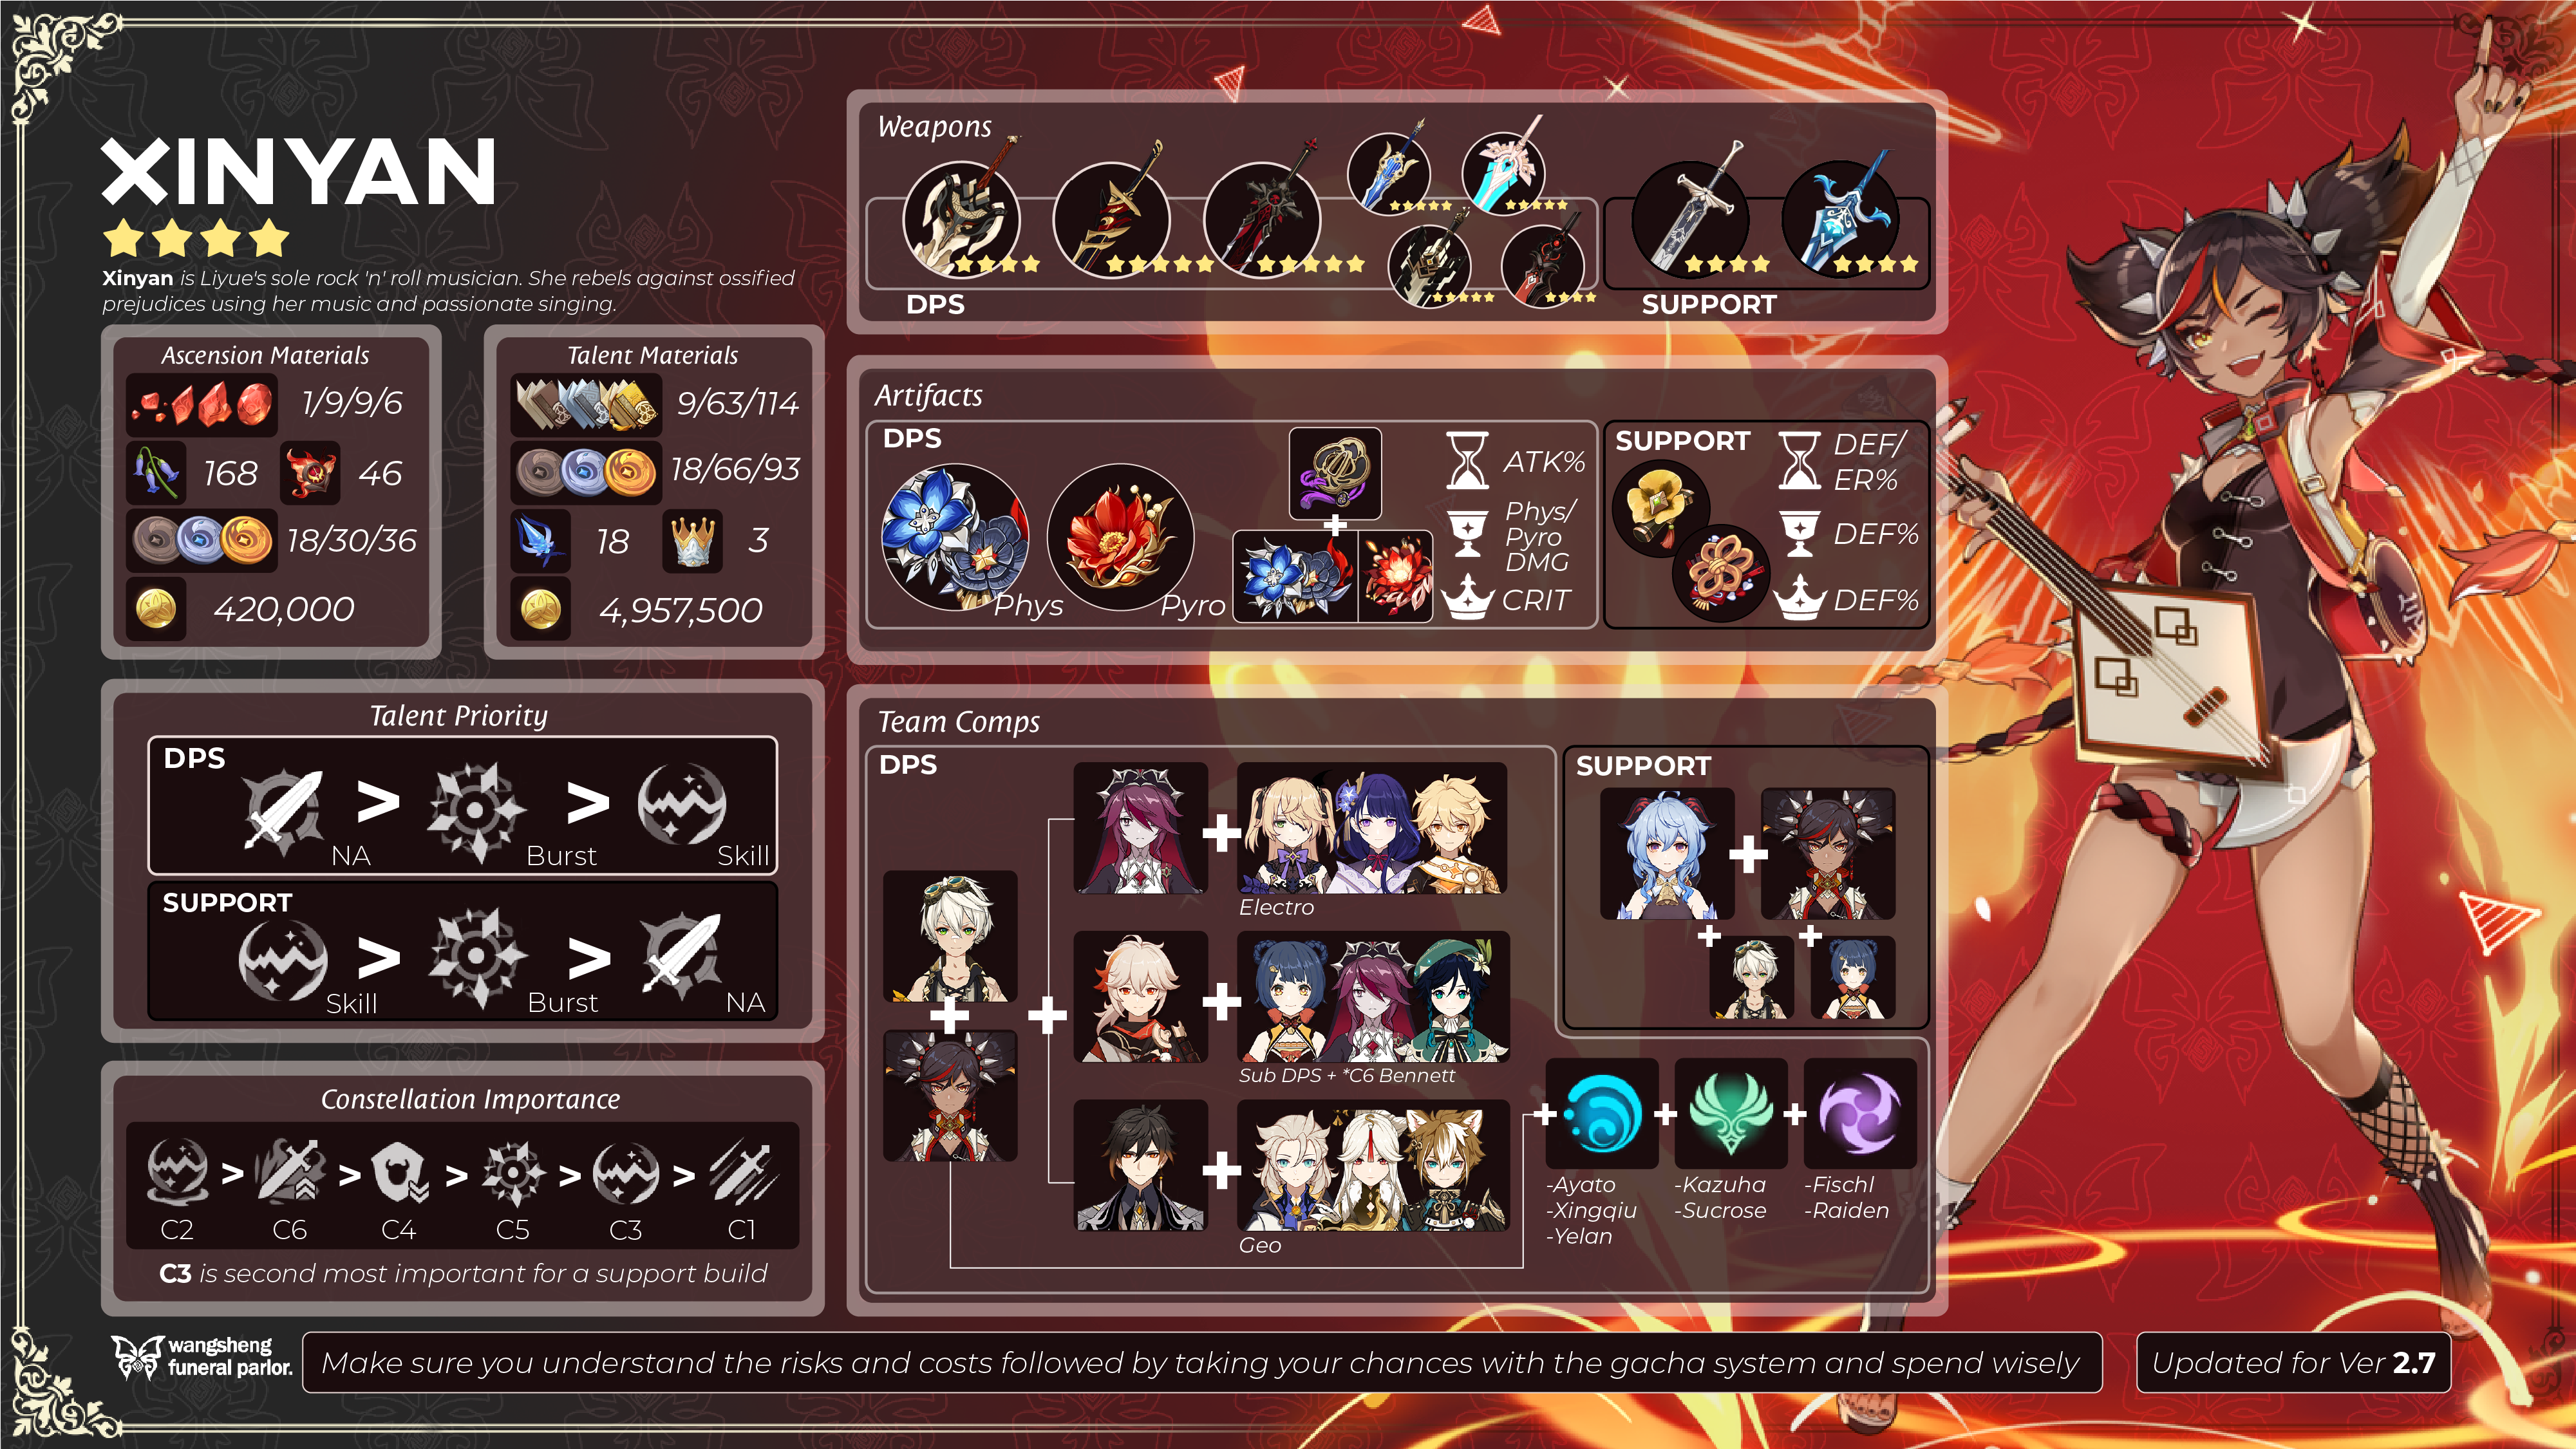 XINYAN
Xinyan is Liyue's sole rock 'n' roll musician. She rebels against ossified
prejudices using her music and passionate singing.
Ascension Materials
1/9/9/6
168
46
18/30/36
420,000
Talent Materials
9/63/114
18/66/93
18
3
4,957,500
Talent Priority
DPS
>
>
NA
Burst
Skill
SUPPORT
>
>
Skill
Burst
NA
Constellation Importance
> > > > >
C2 C6 C4 C5 C3 C1
C3 is second most important for a support build
Weapons
DPS
SUPPORT
Artifacts
DPS
Phys
Pyro
+
ATK%
Phys/
Pyro
DMG
CRIT
SUPPORT
DEF/
ER%
DEF%
DEF%
Team Comps
DPS
+
+
+
Electro
+
Sub DPS + *C6 Bennett
+
Geo
SUPPORT
+
+ +
+ + +
-Ayato
-Xingqiu
-Yelan
-Kazuha
-Sucrose
-Fischl
-Raiden
wangsheng
funeral parlor.
Make sure you understand the risks and costs followed by taking your chances with the gacha system and spend wisely
Updated for Ver 2.7